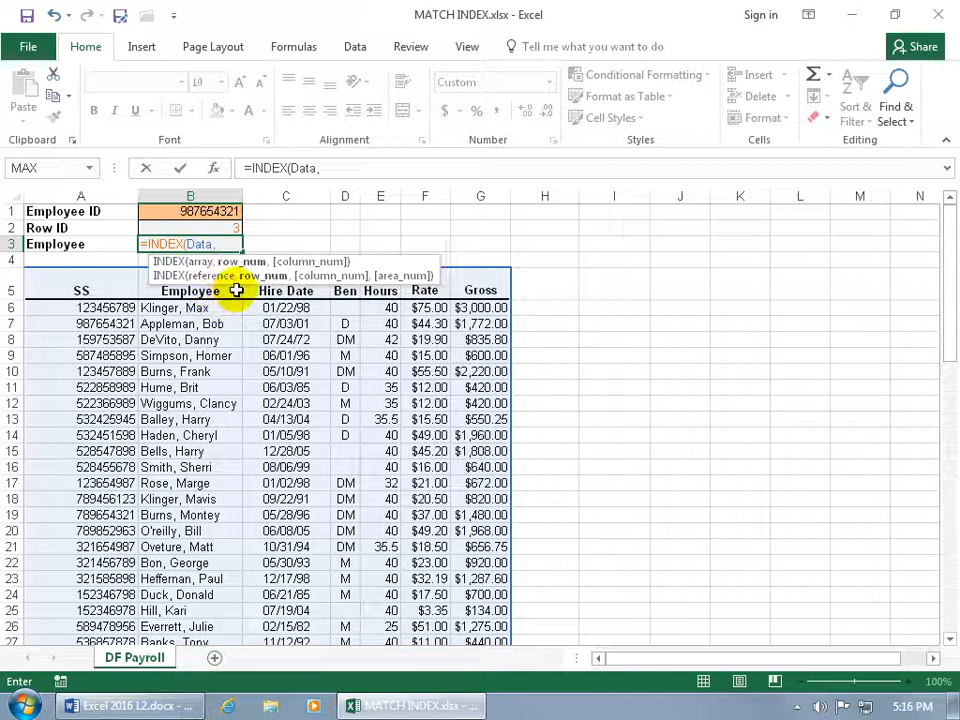 MATCH INDEX.xlsx - Excel
Sign in
File Home Insert Page Layout Formulas Data Review View Tell me what you want to do Share
Paste
10 A A
B I U A
Custom
$ % ,
Conditional Formatting
Format as Table
Cell Styles
Insert
Delete
Format
Sort & Filter
Find & Select
Clipboard Font Alignment Number Styles Cells Editing
MAX fx =INDEX(Data,
A B C D E F G H I J K L M N
1 Employee ID 987654321
2 Row ID 3
3 Employee =INDEX(Data,
4 INDEX(array, row_num, [column_num])
INDEX(reference, row_num, [column_num], [area_num])
5 SS Employee Hire Date Ben Hours Rate Gross
6 123456789 Klinger, Max 01/22/98 40 $75.00 $3,000.00
7 987654321 Appleman, Bob 07/03/01 D 40 $44.30 $1,772.00
8 159753587 DeVito, Danny 07/24/72 DM 42 $19.90 $835.80
9 587485895 Simpson, Homer 06/01/96 M 40 $15.00 $600.00
10 123457889 Burns, Frank 05/10/91 DM 40 $55.50 $2,220.00
11 522858989 Hume, Brit 06/03/85 D 35 $12.00 $420.00
12 522366989 Wiggums, Clancy 02/24/03 M 35 $12.00 $420.00
13 532425945 Balley, Harry 04/13/04 D 35.5 $15.50 $550.25
14 532451598 Haden, Cheryl 01/05/98 D 40 $49.00 $1,960.00
15 528547898 Bells, Harry 12/28/05 40 $45.20 $1,808.00
16 528455678 Smith, Sherri 08/06/99 40 $16.00 $640.00
17 123654987 Rose, Marge 01/02/98 DM 32 $21.00 $672.00
18 789456123 Klinger, Mavis 09/22/91 DM 40 $20.50 $820.00
19 789654321 Burns, Montey 05/28/96 DM 40 $37.00 $1,480.00
20 789852963 O'reilly, Bill 06/08/05 DM 40 $49.20 $1,968.00
21 321654987 Oveture, Matt 10/31/94 DM 35.5 $18.50 $656.75
22 321456789 Bon, George 05/30/93 M 40 $23.00 $920.00
23 321585898 Heffernan, Paul 12/17/98 M 40 $32.19 $1,287.60
24 152346798 Duck, Donald 06/21/85 M 40 $17.50 $700.00
25 152346978 Hill, Kari 07/19/04 40 $3.35 $134.00
26 589478956 Everrett, Julie 02/15/82 M 25 $51.00 $1,275.00
27 536857878 Banks, Tony 11/12/92 M 40 $11.00 $440.00
DF Payroll
Enter 100%
Excel 2016 L2.docx - ... MATCH INDEX.xlsx - ... 5:16 PM